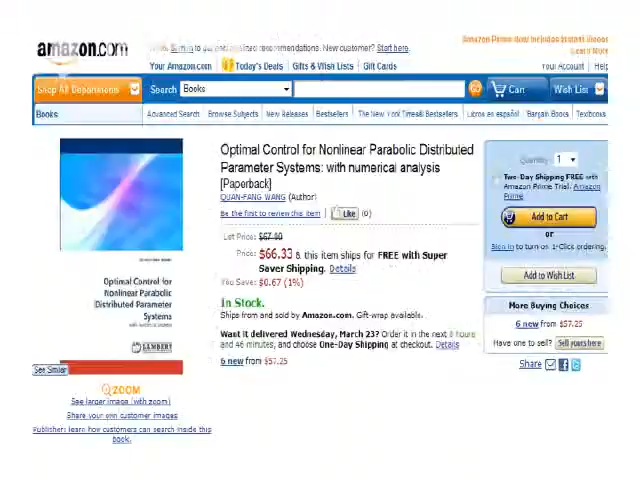 amazon.com
Sign in to get personalized recommendations. New customer? Start here.
Amazon Prime Now Includes Instant Videos
Learn More
Your Amazon.com Today's Deals Gifts & Wish Lists Gift Cards
Your Account Help
Shop All Departments Search Books GO Cart Wish List
Books Advanced Search Browse Subjects New Releases Bestsellers The New York Times® Bestsellers Libros en español Bargain Books Textbooks
Optimal Control for Nonlinear Parabolic Distributed
Parameter Systems: with numerical analysis
[Paperback]
QUAN-FANG WANG (Author)
Be the first to review this item Like (0)
List Price:
Price: $66.33 & this item ships for FREE with Super
Saver Shipping. Details
You Save: $0.67 (1%)
In Stock.
Ships from and sold by Amazon.com. Gift-wrap available.
Want it delivered Wednesday, March 23? Order it in the next 8 hours
and 46 minutes, and choose One-Day Shipping at checkout. Details
6 new from $57.25
Optimal Control for
Nonlinear Parabolic
Distributed Parameter
Systems
LAMBERT
See Similar
ZOOM
See larger image (with zoom)
Share your own customer images
Publisher: learn how customers can search inside this
book.
Quantity: 1
Two-Day Shipping FREE with
Amazon Prime Trial. Amazon
Prime
Add to Cart
or
Sign in to turn on 1-Click ordering.
Add to Wish List
More Buying Choices
6 new from $57.25
Have one to sell? Sell yours here
Share